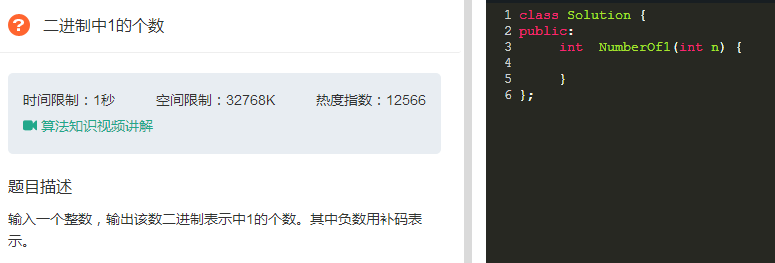 二进制中1的个数
时间限制：1秒 空间限制：32768K 热度指数：12566
算法知识视频讲解
题目描述
输入一个整数，输出该数二进制表示中1的个数。其中负数用补码表
示。
1 class Solution {
2 public:
3     int  NumberOf1(int n) {
4
5     }
6 };